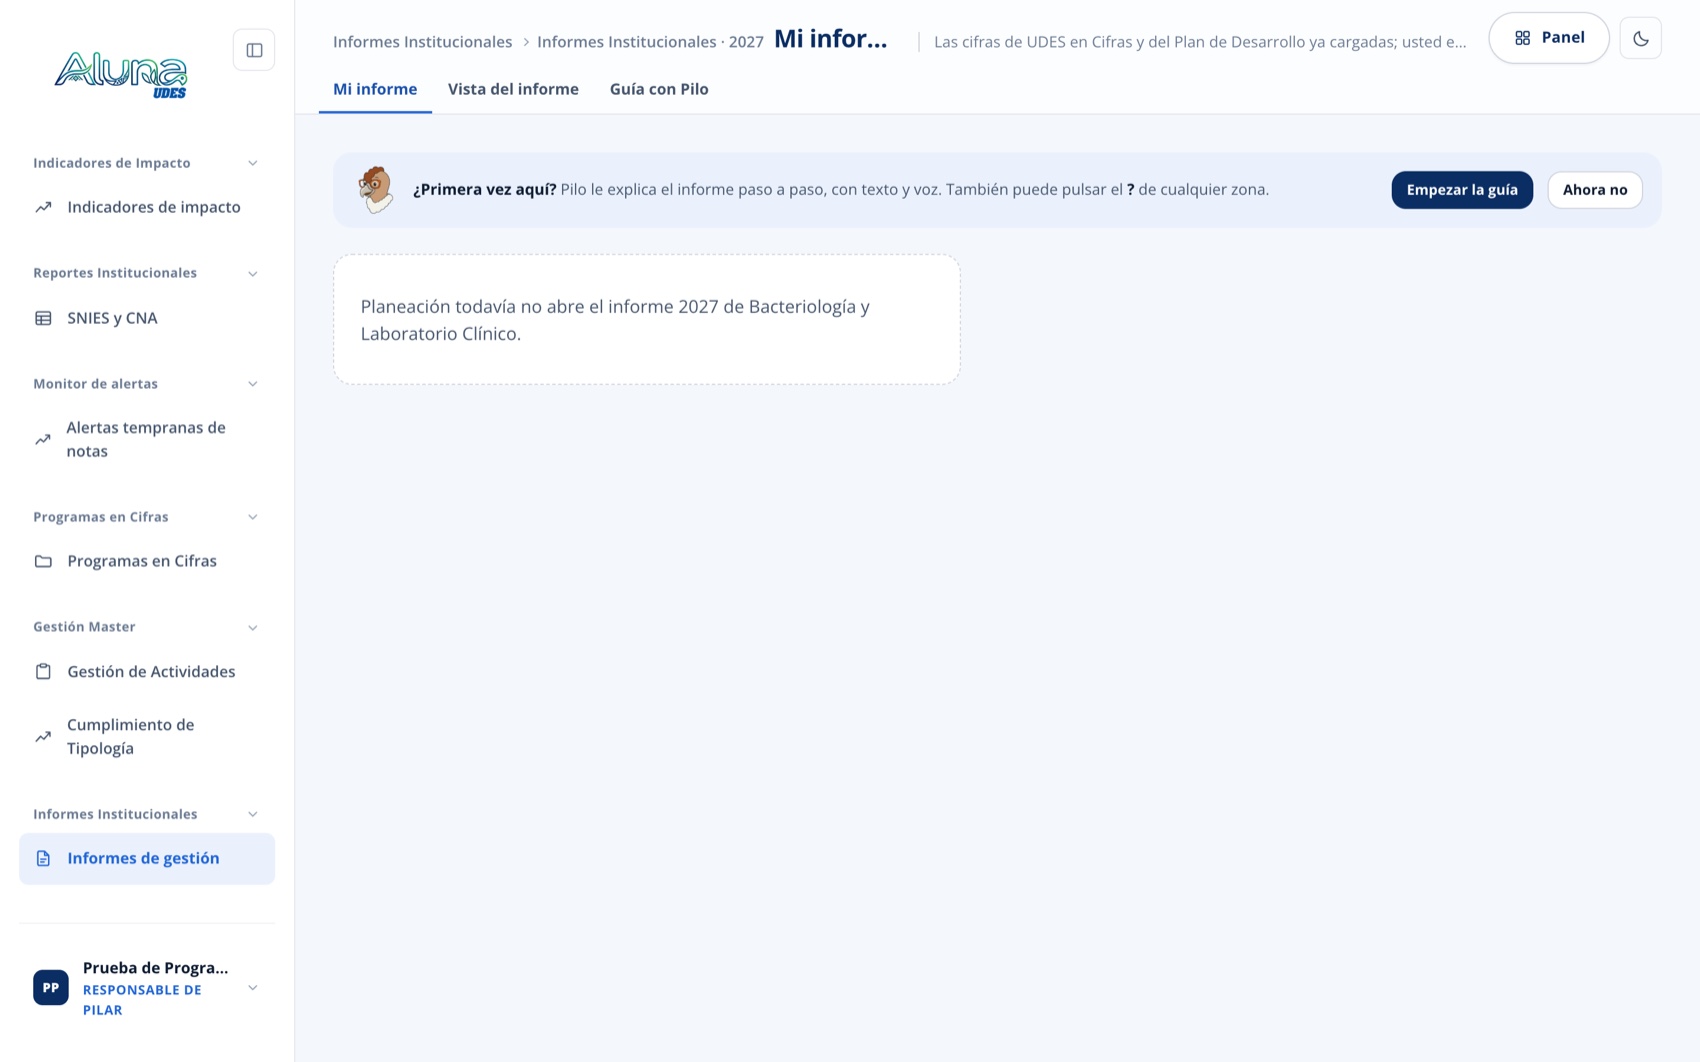 Aluna
UDES
Indicadores de Impacto
Indicadores de impacto
Reportes Institucionales
SNIES y CNA
Monitor de alertas
Alertas tempranas de
notas
Programas en Cifras
Programas en Cifras
Gestión Master
Gestión de Actividades
Cumplimiento de
Tipología
Informes Institucionales
Informes de gestión
PP
Prueba de Progra...
RESPONSABLE DE
PILAR
Informes Institucionales > Informes Institucionales · 2027 Mi infor... Las cifras de UDES en Cifras y del Plan de Desarrollo ya cargadas; usted e... Panel
Mi informe Vista del informe Guía con Pilo
¿Primera vez aquí? Pilo le explica el informe paso a paso, con texto y voz. También puede pulsar el ? de cualquier zona. Empezar la guía Ahora no
Planeación todavía no abre el informe 2027 de Bacteriología y
Laboratorio Clínico.